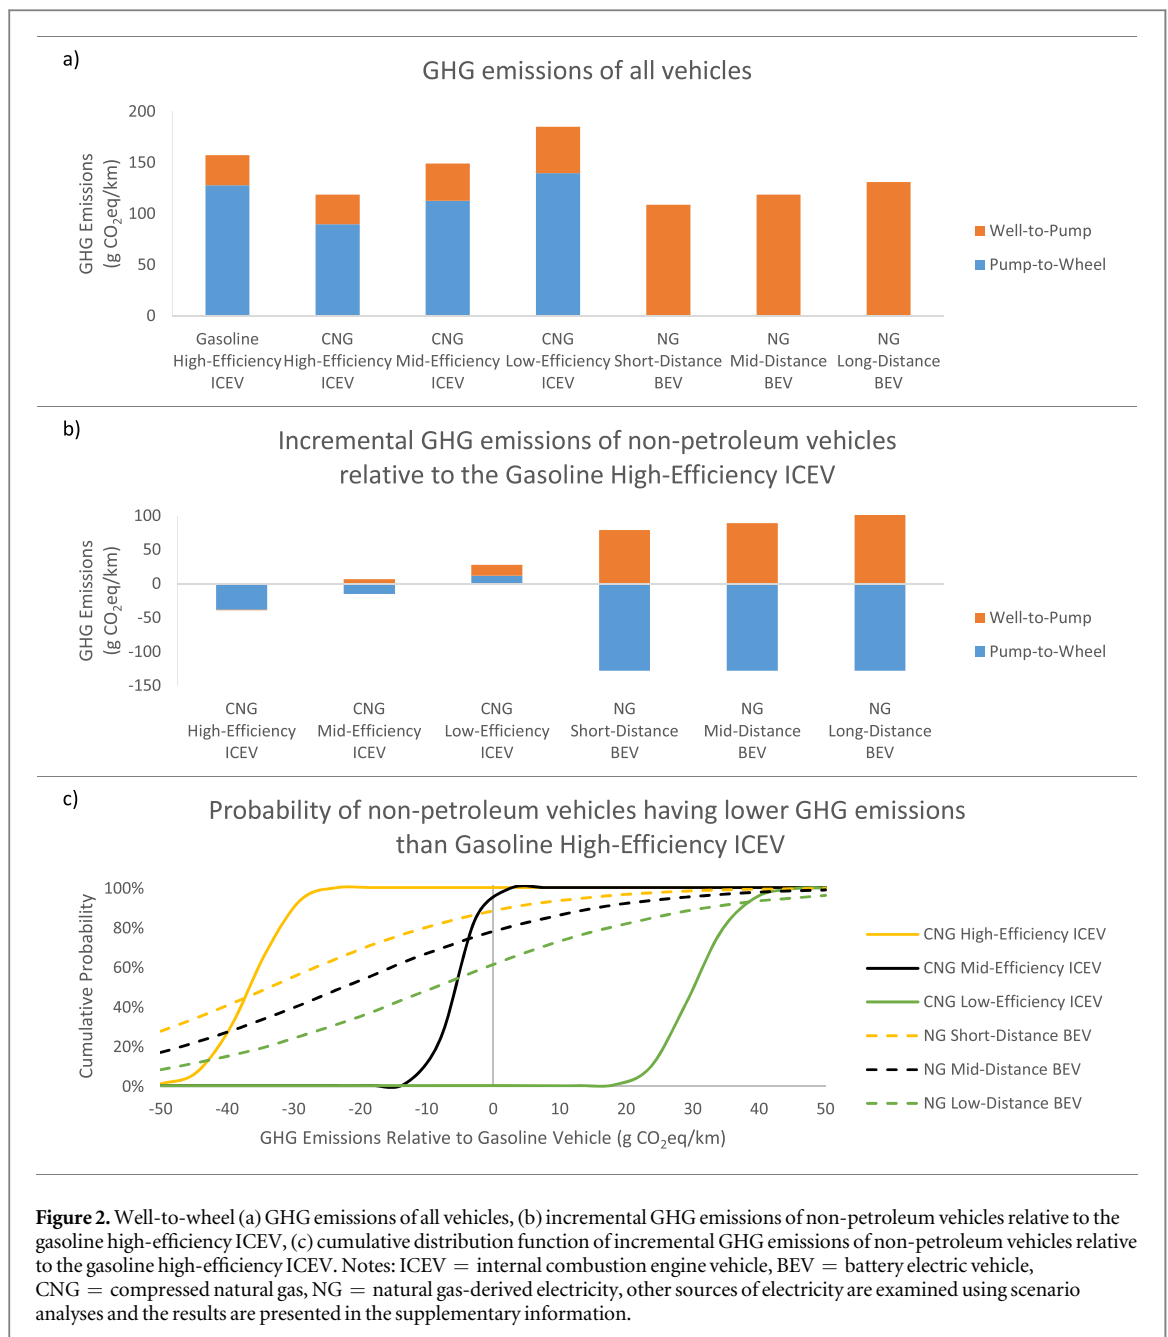 a)
GHG emissions of all vehicles
GHG Emissions
(g CO2eq/km)
200
150
100
50
0
Well-to-Pump
Pump-to-Wheel
Gasoline
High-Efficiency
ICEV
CNG
High-Efficiency
ICEV
CNG
Mid-Efficiency
ICEV
CNG
Low-Efficiency
ICEV
NG
Short-Distance
BEV
NG
Mid-Distance
BEV
NG
Long-Distance
BEV
b)
Incremental GHG emissions of non-petroleum vehicles
relative to the Gasoline High-Efficiency ICEV
GHG Emissions
(g CO2eq/km)
100
50
0
-50
-100
-150
Well-to-Pump
Pump-to-Wheel
CNG
High-Efficiency
ICEV
CNG
Mid-Efficiency
ICEV
CNG
Low-Efficiency
ICEV
NG
Short-Distance
BEV
NG
Mid-Distance
BEV
NG
Long-Distance
BEV
c)
Probability of non-petroleum vehicles having lower GHG emissions
than Gasoline High-Efficiency ICEV
Cumulative Probability
100%
80%
60%
40%
20%
0%
-50 -40 -30 -20 -10 0 10 20 30 40 50
GHG Emissions Relative to Gasoline Vehicle (g CO2eq/km)
CNG High-Efficiency ICEV
CNG Mid-Efficiency ICEV
CNG Low-Efficiency ICEV
NG Short-Distance BEV
NG Mid-Distance BEV
NG Low-Distance BEV
Figure 2. Well-to-wheel (a) GHG emissions of all vehicles, (b) incremental GHG emissions of non-petroleum vehicles relative to the
gasoline high-efficiency ICEV, (c) cumulative distribution function of incremental GHG emissions of non-petroleum vehicles relative
to the gasoline high-efficiency ICEV. Notes: ICEV = internal combustion engine vehicle, BEV = battery electric vehicle,
CNG = compressed natural gas, NG = natural gas-derived electricity, other sources of electricity are examined using scenario
analyses and the results are presented in the supplementary information.